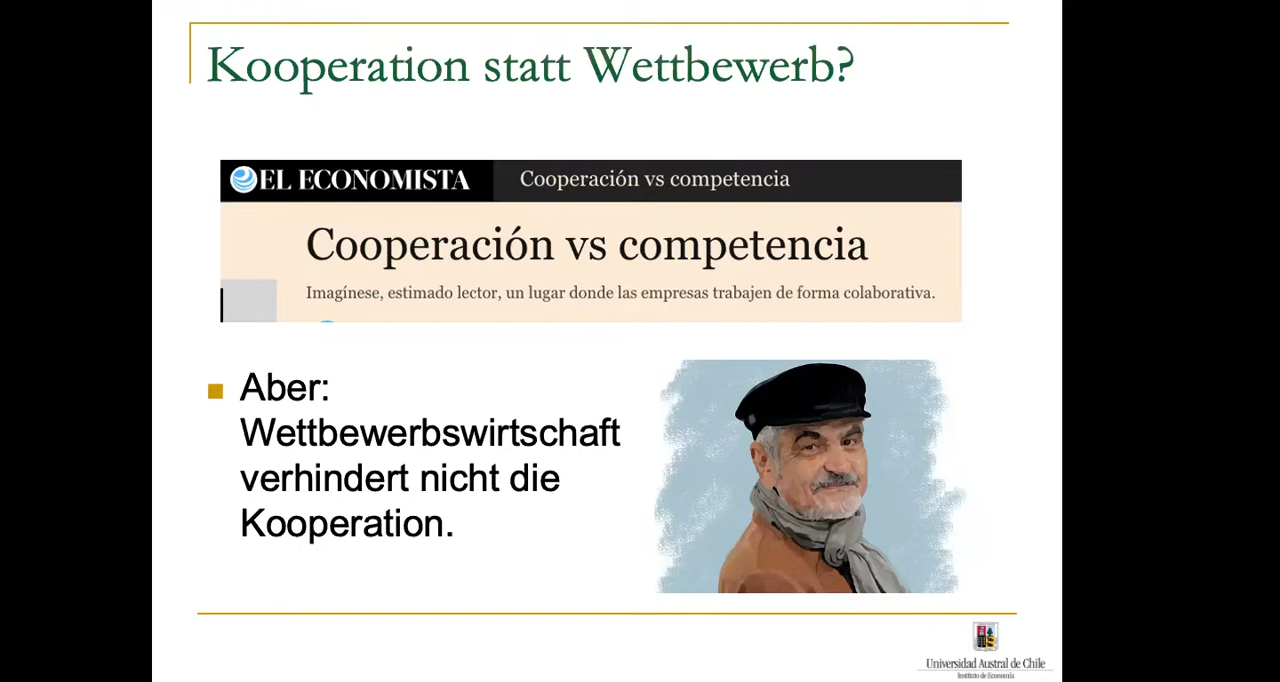 Kooperation statt Wettbewerb?
EL ECONOMISTA Cooperación vs competencia
Cooperación vs competencia
Imagínese, estimado lector, un lugar donde las empresas trabajen de forma colaborativa.
Aber:
Wettbewerbswirtschaft
verhindert nicht die
Kooperation.
Universidad Austral de Chile
Instituto de Economía